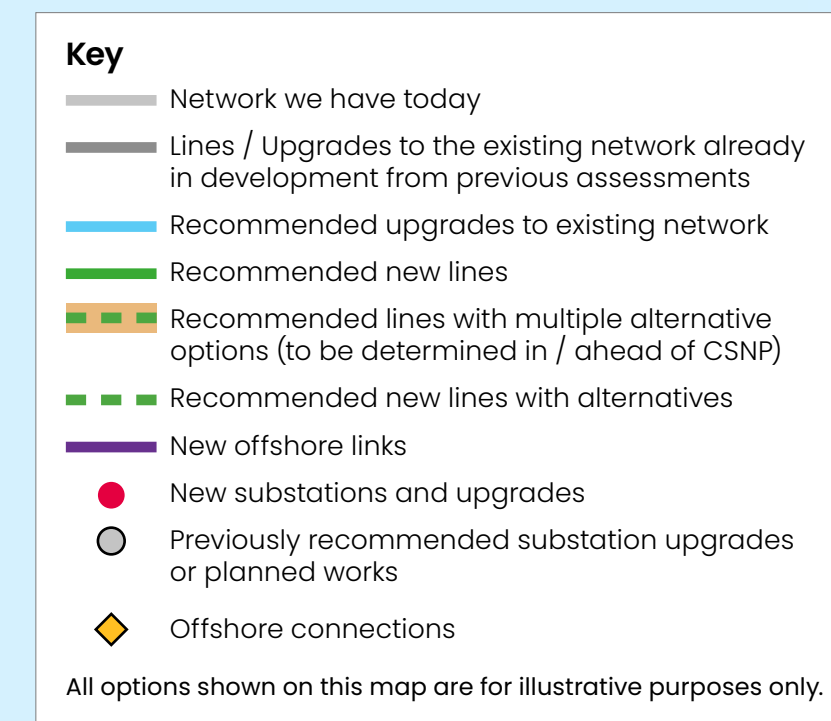 Key
Network we have today
Lines / Upgrades to the existing network already
in development from previous assessments
Recommended upgrades to existing network
Recommended new lines
Recommended lines with multiple alternative
options (to be determined in / ahead of CSNP)
Recommended new lines with alternatives
New offshore links
New substations and upgrades
Previously recommended substation upgrades
or planned works
Offshore connections
All options shown on this map are for illustrative purposes only.